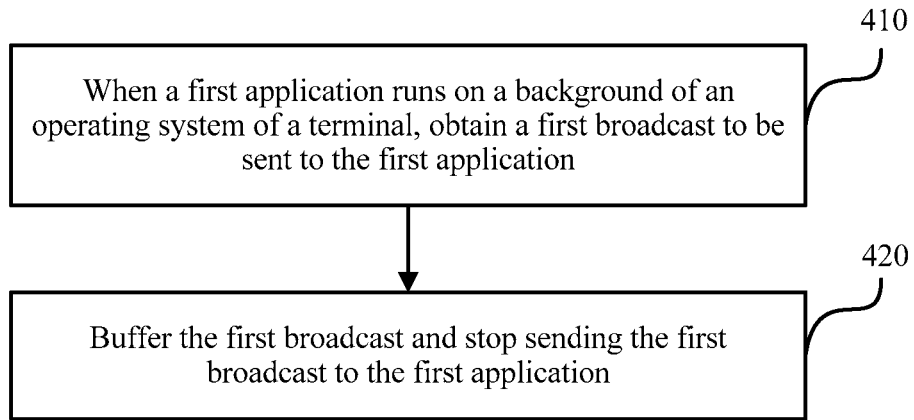 410
When a first application runs on a background of an
operating system of a terminal, obtain a first broadcast to be
sent to the first application
420
Buffer the first broadcast and stop sending the first
broadcast to the first application